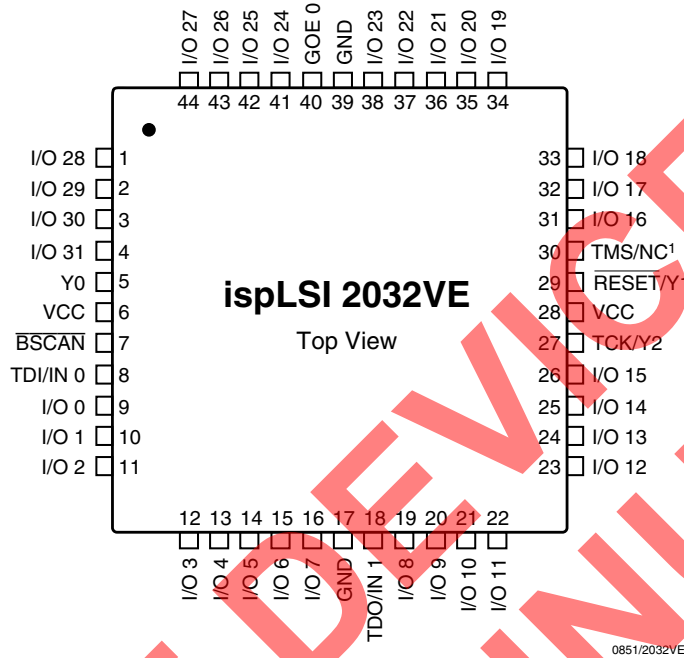 I/O 27
I/O 26
I/O 25
I/O 24
GOE 0
GND
I/O 23
I/O 22
I/O 21
I/O 20
I/O 19
44 43 42 41 40 39 38 37 36 35 34
I/O 28 1
I/O 29 2
I/O 30 3
I/O 31 4
Y0 5
VCC 6
BSCAN 7
TDI/IN 0 8
I/O 0 9
I/O 1 10
I/O 2 11
ispLSI 2032VE
Top View
33 I/O 18
32 I/O 17
31 I/O 16
30 TMS/NC¹
29 RESET/Y1
28 VCC
27 TCK/Y2
26 I/O 15
25 I/O 14
24 I/O 13
23 I/O 12
12 13 14 15 16 17 18 19 20 21 22
I/O 3
I/O 4
I/O 5
I/O 6
I/O 7
GND
TDO/IN 1
I/O 8
I/O 9
I/O 10
I/O 11
DEVICE
0851/2032VE